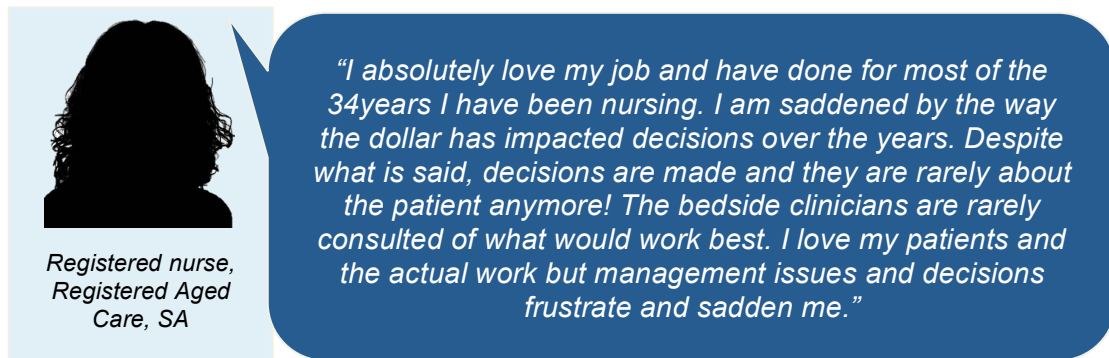 “I absolutely love my job and have done for most of the
34years I have been nursing. I am saddened by the way
the dollar has impacted decisions over the years. Despite
what is said, decisions are made and they are rarely about
the patient anymore! The bedside clinicians are rarely
consulted of what would work best. I love my patients and
the actual work but management issues and decisions
frustrate and sadden me.”
Registered nurse,
Registered Aged
Care, SA